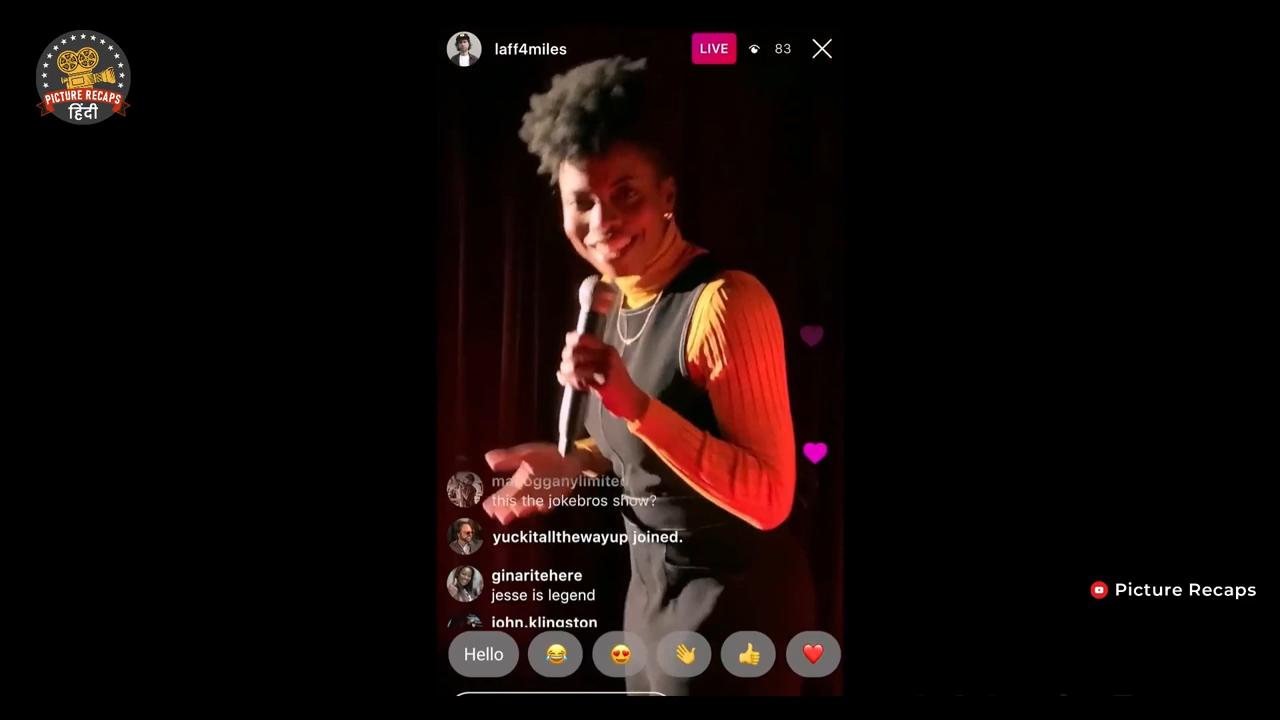 PICTURE RECAPS
हिंदी
laff4miles
LIVE
83
mahogganylimited
this the jokebros show?
yuckitallthewayup joined.
ginaritehere
jesse is legend
john.klingston
Hello
Picture Recaps